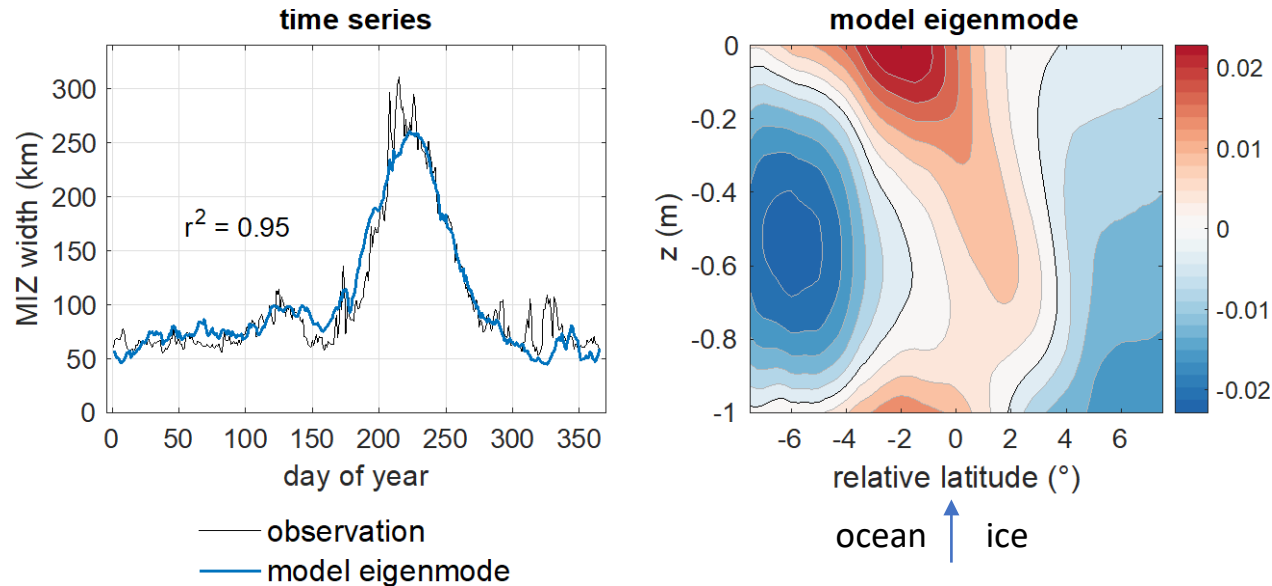 time series
MIZ width (km)
300
250
200
150
100
50
0
r² = 0.95
0 50 100 150 200 250 300 350
day of year
observation
model eigenmode
model eigenmode
z (m)
0
-0.2
-0.4
-0.6
-0.8
-1
-6 -4 -2 0 2 4 6
relative latitude (°)
ocean ice
0.02
0.01
0
-0.01
-0.02